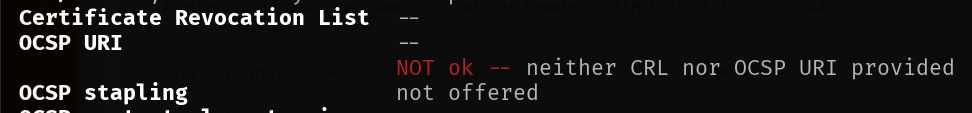 Certificate Revocation List --
OCSP URI --
NOT ok -- neither CRL nor OCSP URI provided
OCSP stapling not offered